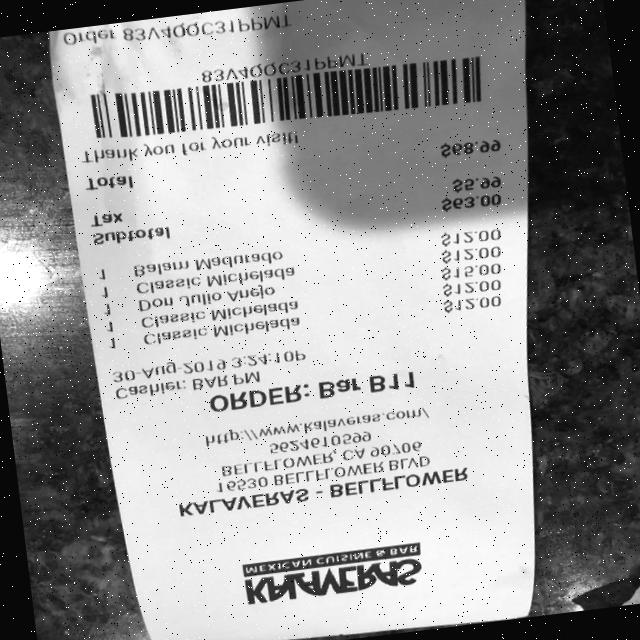 KALAVERAS
MEXICAN CUISINE & BAR
KALAVERAS - BELLFLOWER
16530 BELLFLOWER BLVD
BELLFLOWER, CA 90706
5624610599
http://www.kalaveras.com/
ORDER: Bar B11
Cashier: BAR PM
30-Aug-2019 3:24:10P
1 Classic Michelada $12.00
1 Classic Michelada $12.00
1 Don Julio Anejo $15.00
1 Classic Michelada $12.00
1 Balam Madurado $12.00
Subtotal $63.00
Tax $5.99
Total $68.99
Thank you for your visit!
83V4QQC31PPMT
Order 83V4QQC31PPMT